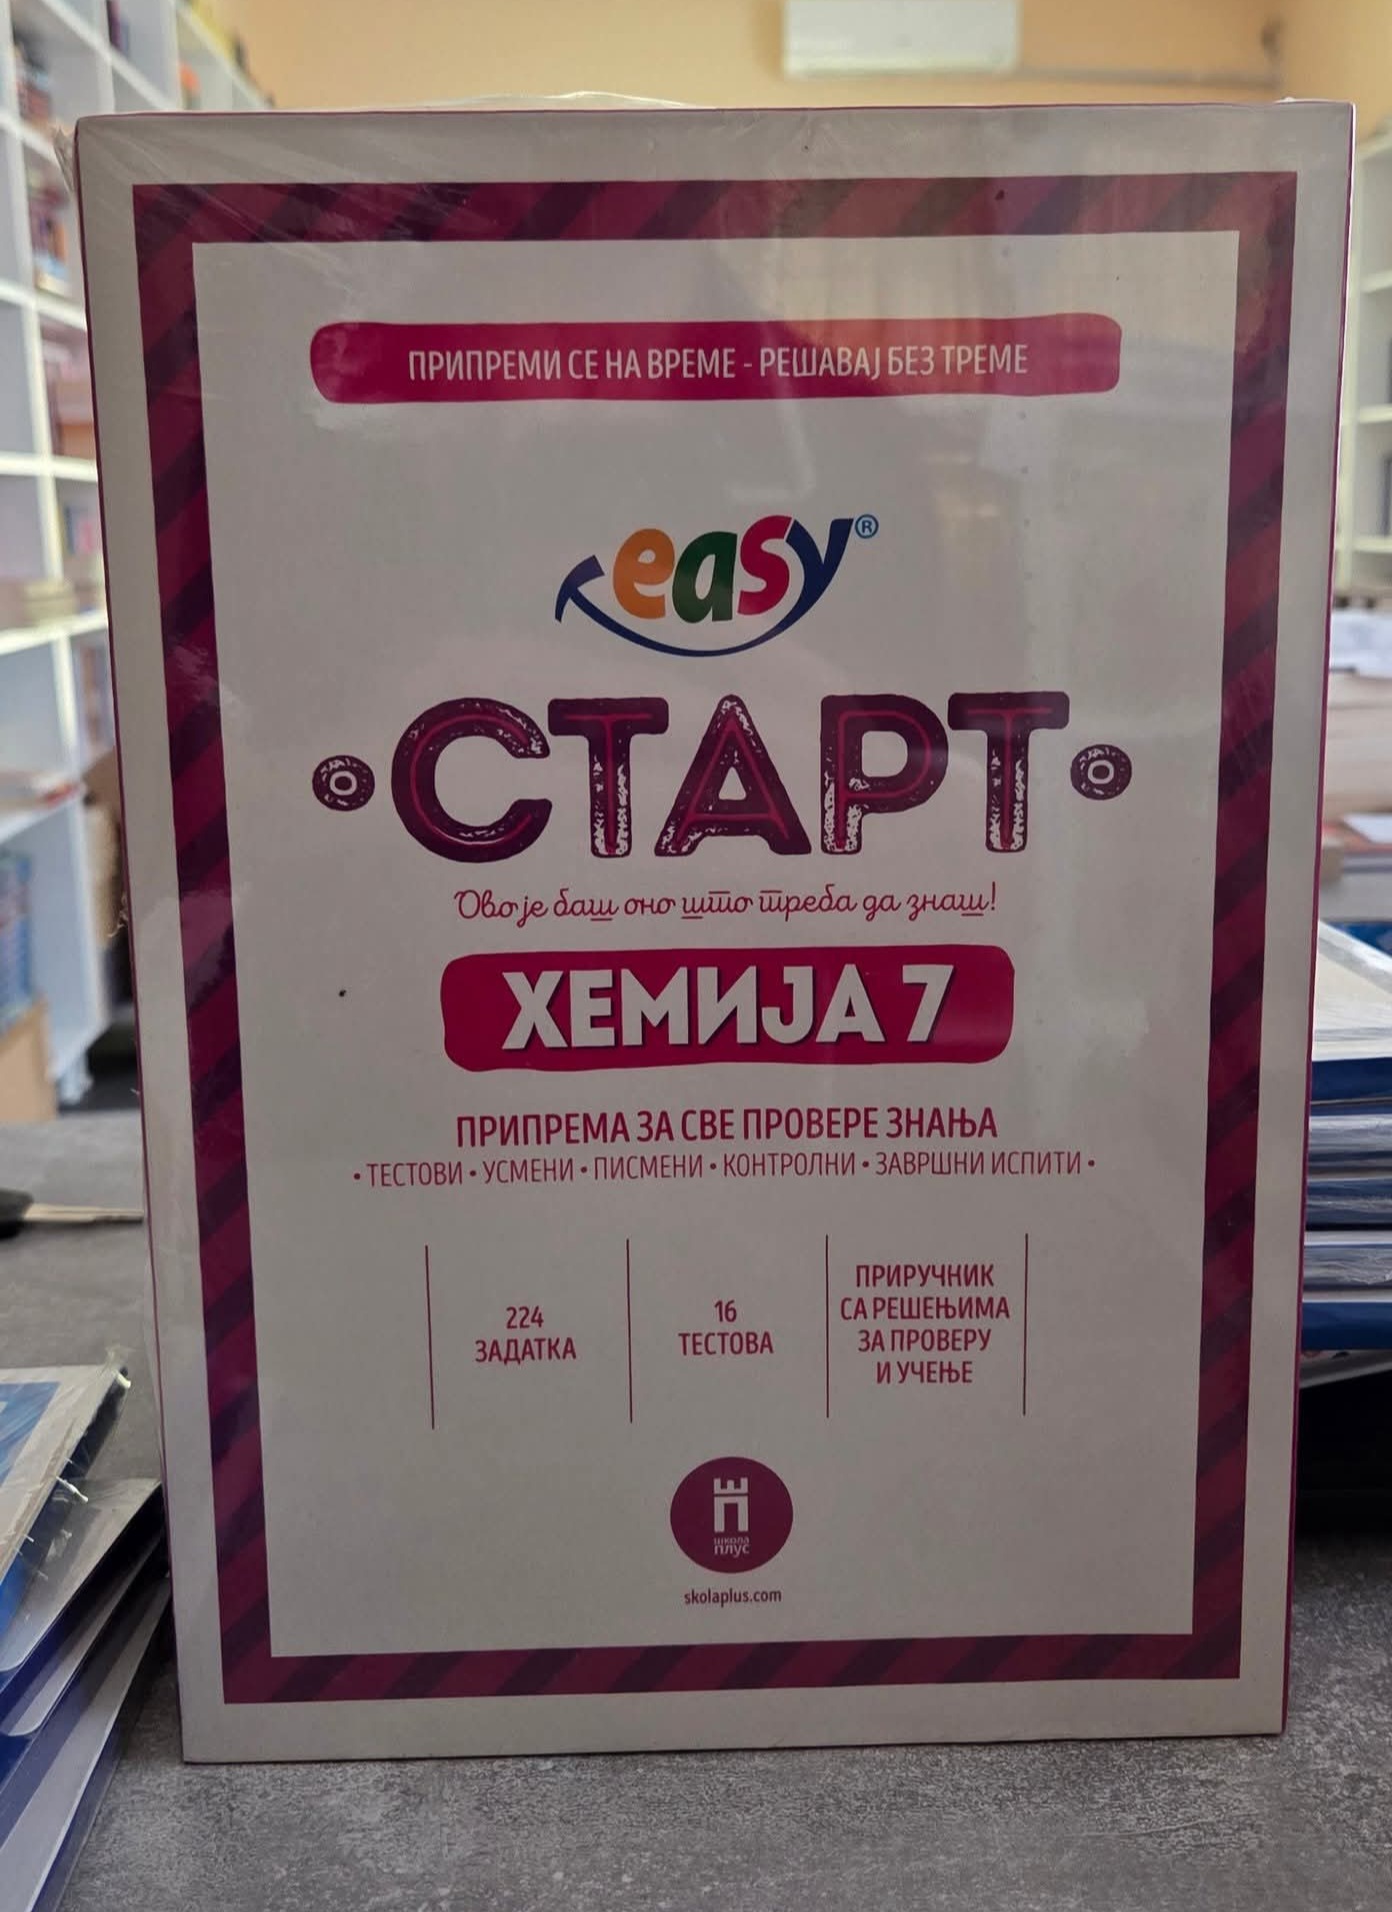 ПРИПРЕМИ СЕ НА ВРЕМЕ - РЕШАВАЈ БЕЗ ТРЕМЕ
easy®
СТАРТ
Ово је баш оно што треба да знаш!
ХЕМИЈА 7
ПРИПРЕМА ЗА СВЕ ПРОВЕРЕ ЗНАЊА
• ТЕСТОВИ • УСМЕНИ • ПИСМЕНИ • КОНТРОЛНИ • ЗАВРШНИ ИСПИТИ •
224
ЗАДАТКА
16
ТЕСТОВА
ПРИРУЧНИК
СА РЕШЕЊИМА
ЗА ПРОВЕРУ
И УЧЕЊЕ
школа
плус
skolaplus.com